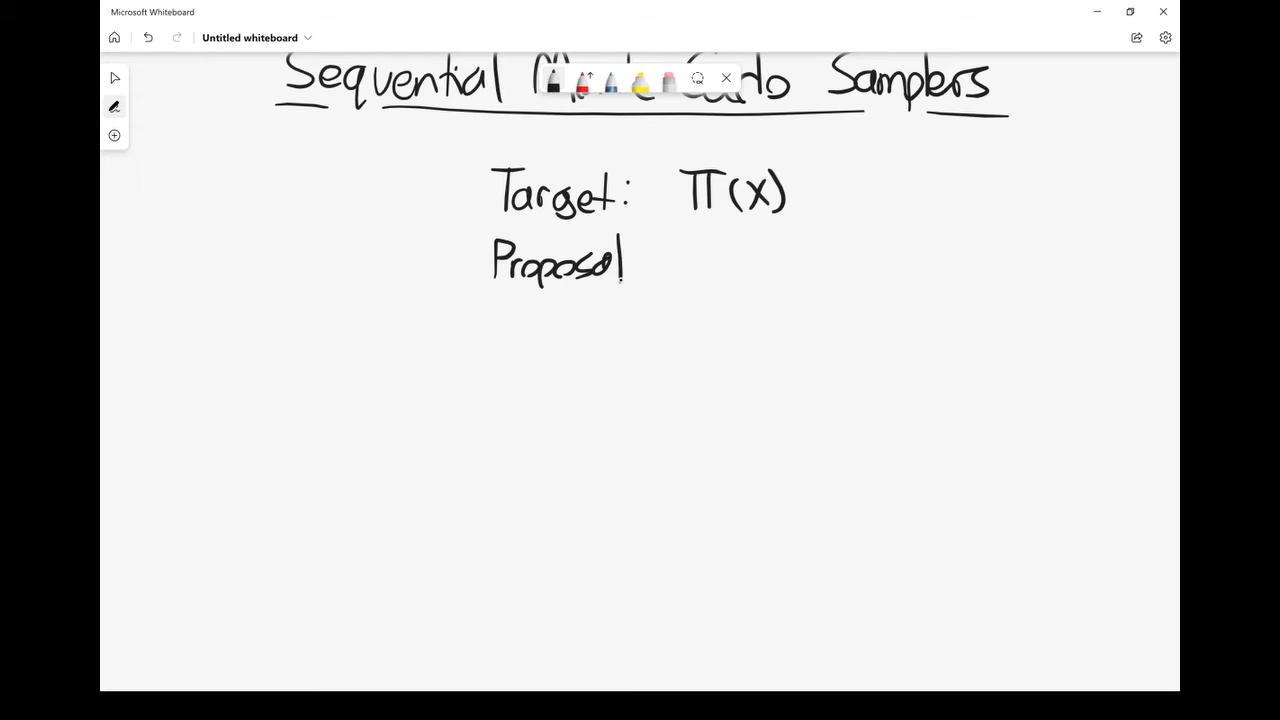 Microsoft Whiteboard
Untitled whiteboard
Sequential Samplers
Target: π(x)
Proposal